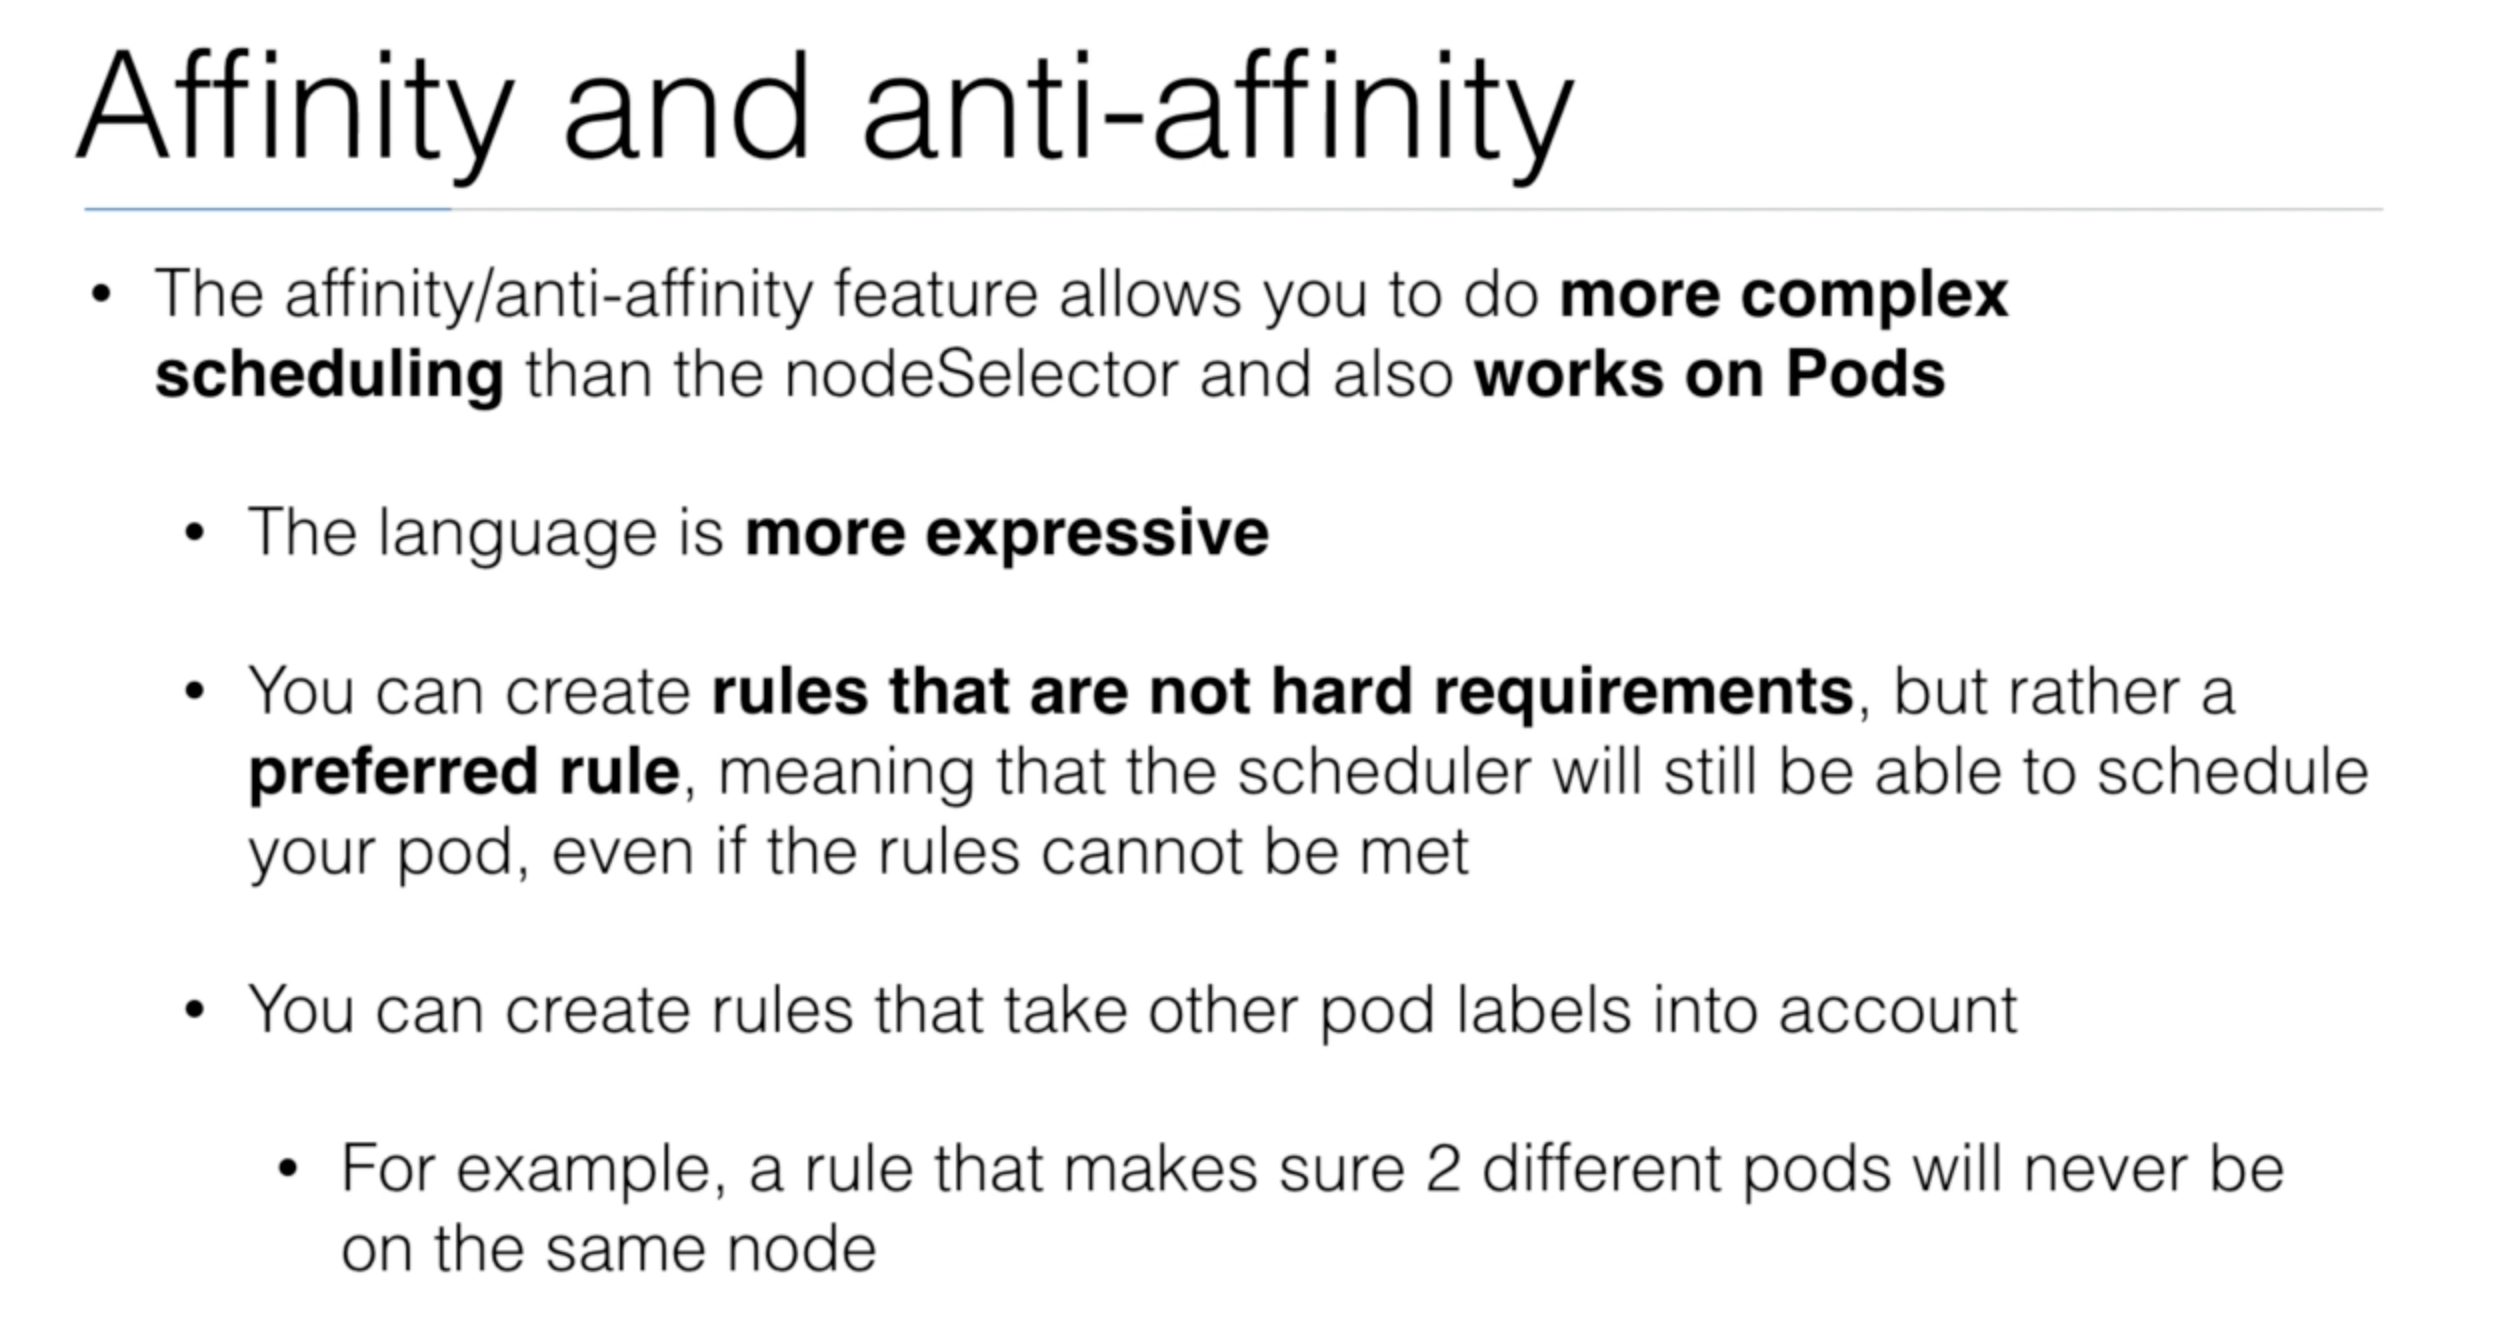 Affinity and anti-affinity
• The affinity/anti-affinity feature allows you to do more complex
scheduling than the nodeSelector and also works on Pods
• The language is more expressive
• You can create rules that are not hard requirements, but rather a
preferred rule, meaning that the scheduler will still be able to schedule
your pod, even if the rules cannot be met
• You can create rules that take other pod labels into account
• For example, a rule that makes sure 2 different pods will never be
on the same node